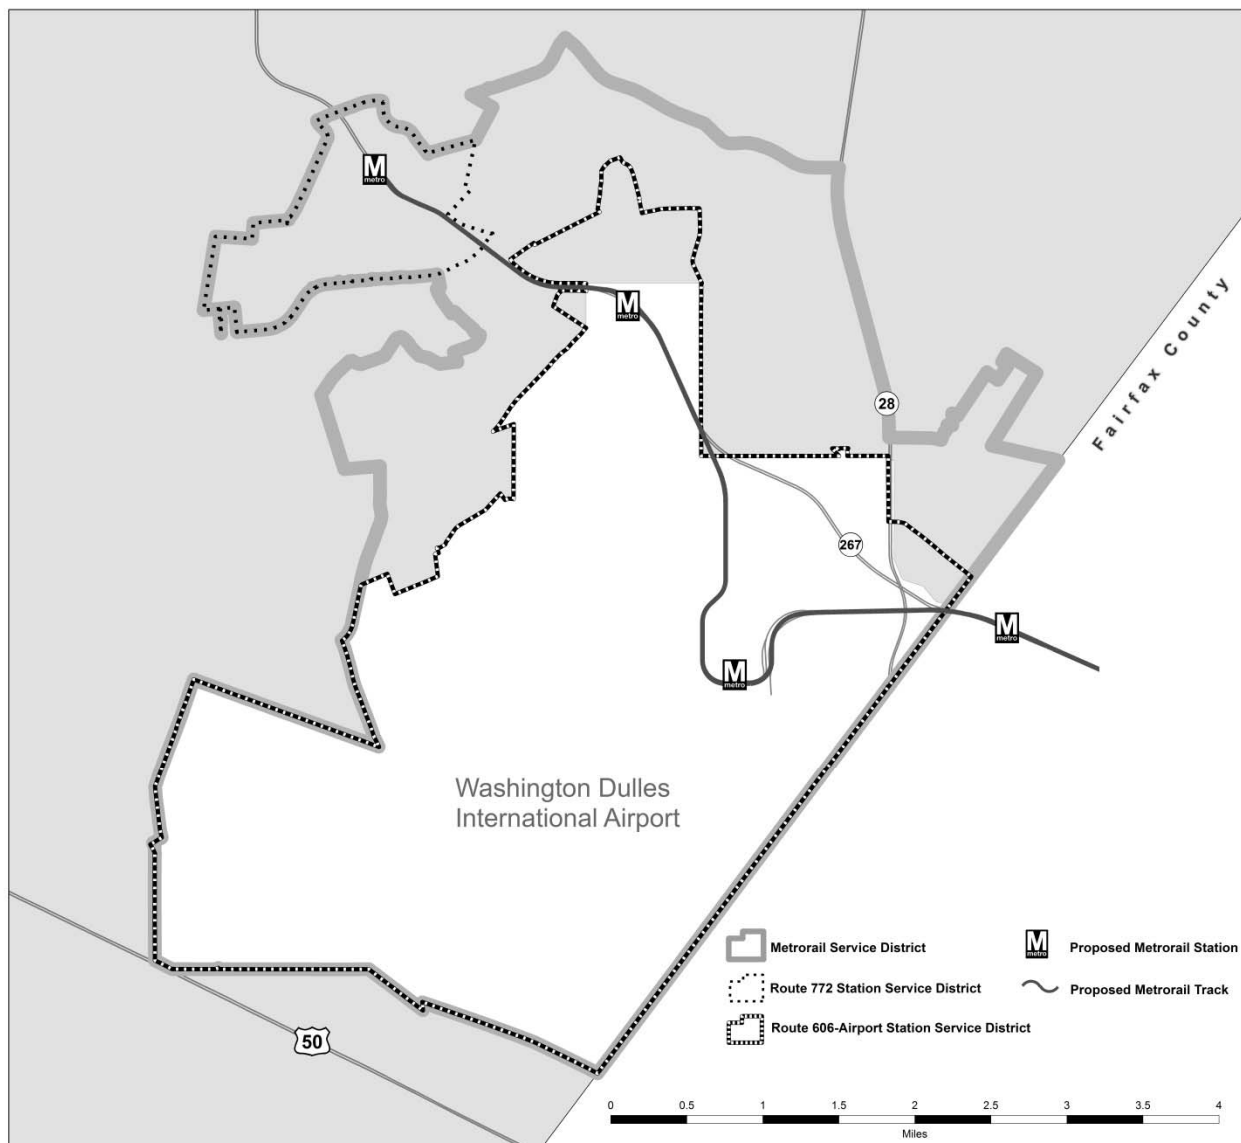 M
metro
M
metro
28
Fairfax County
267
M
metro
M
metro
Washington Dulles
International Airport
Metrorail Service District
M
metro
Proposed Metrorail Station
Route 772 Station Service District
Proposed Metrorail Track
Route 606-Airport Station Service District
50
0 0.5 1 1.5 2 2.5 3 3.5 4
Miles